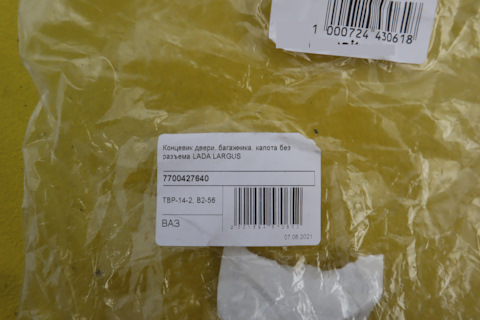 1 000724 430618
Концевик двери, багажника, капота без
разъема LADA LARGUS
7700427640
ТВР-14-2, В2-56
ВАЗ
07.08.2021